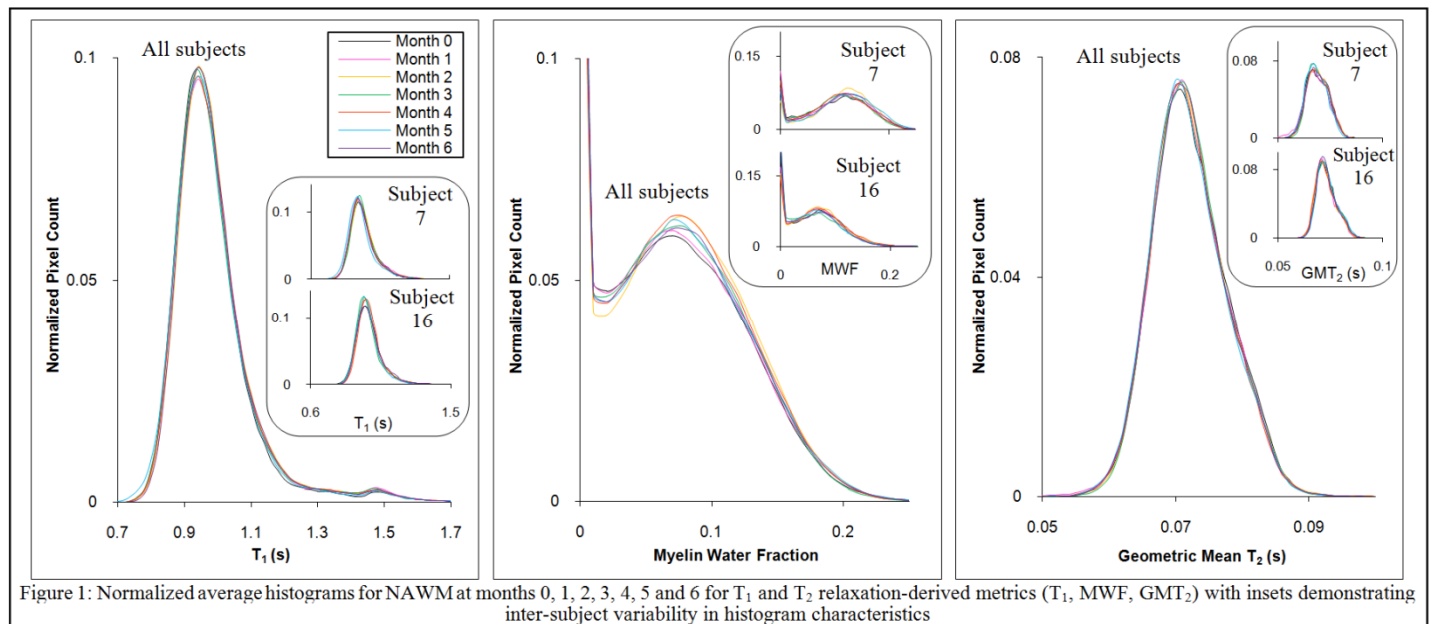 All subjects
Month 0
Month 1
Month 2
Month 3
Month 4
Month 5
Month 6
0.1
0.05
0
Normalized Pixel Count
0.7 0.9 1.1 1.3 1.5 1.7
T₁ (s)
Subject
7
0.1
0
Subject
16
0.1
0
0.6 1.5
T₁ (s)
All subjects
0.1
0.05
0
Normalized Pixel Count
0 0.1 0.2
Myelin Water Fraction
Subject
7
0.15
0
Subject
16
0.15
0
0 0.2
MWF
All subjects
0.08
0.04
0
Normalized Pixel Count
0.05 0.07 0.09
Geometric Mean T₂ (s)
Subject
7
0.08
0
Subject
16
0.08
0
0.05 0.1
GMT₂ (s)
Figure 1: Normalized average histograms for NAWM at months 0, 1, 2, 3, 4, 5 and 6 for T₁ and T₂ relaxation-derived metrics (T₁, MWF, GMT₂) with insets demonstrating
inter-subject variability in histogram characteristics